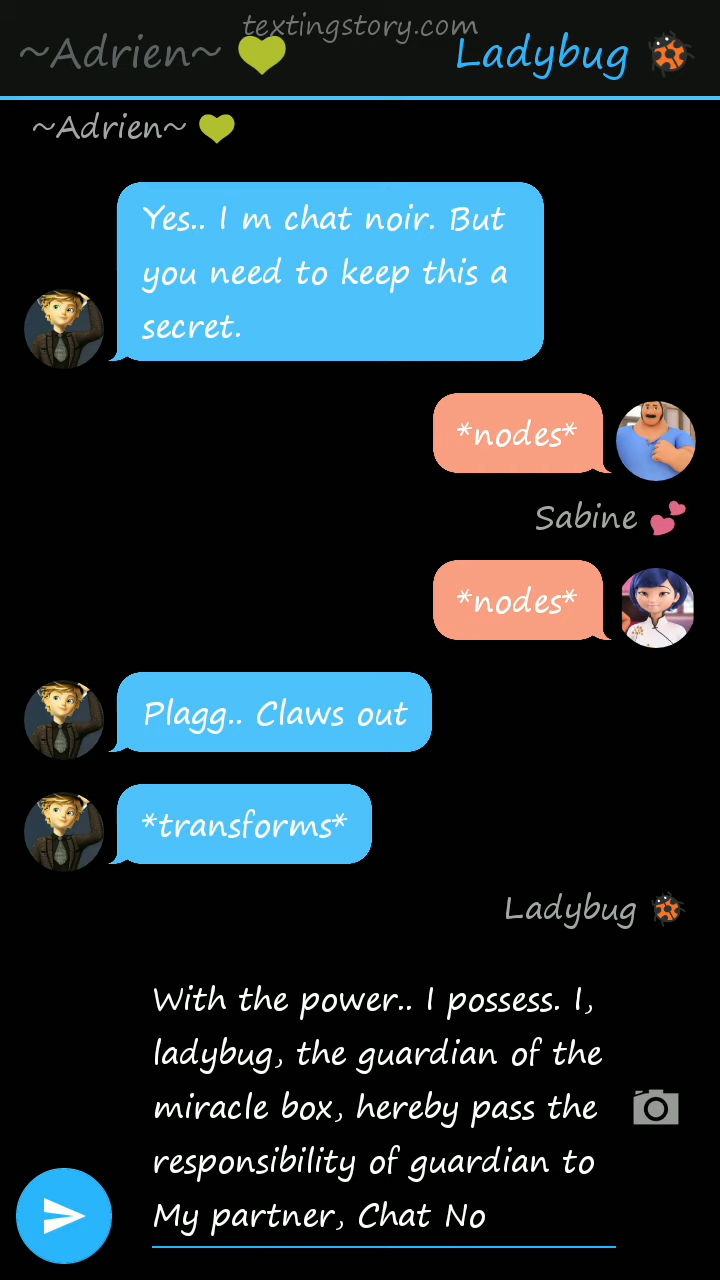 textingstory.com
~Adrien~ 💛 Ladybug 🐞
~Adrien~ 💛
Yes.. I m chat noir. But
you need to keep this a
secret.
*nodes*
Sabine 💕
*nodes*
Plagg.. Claws out
*transforms*
Ladybug 🐞
With the power.. I possess. I,
ladybug, the guardian of the
miracle box, hereby pass the
responsibility of guardian to
My partner, Chat No